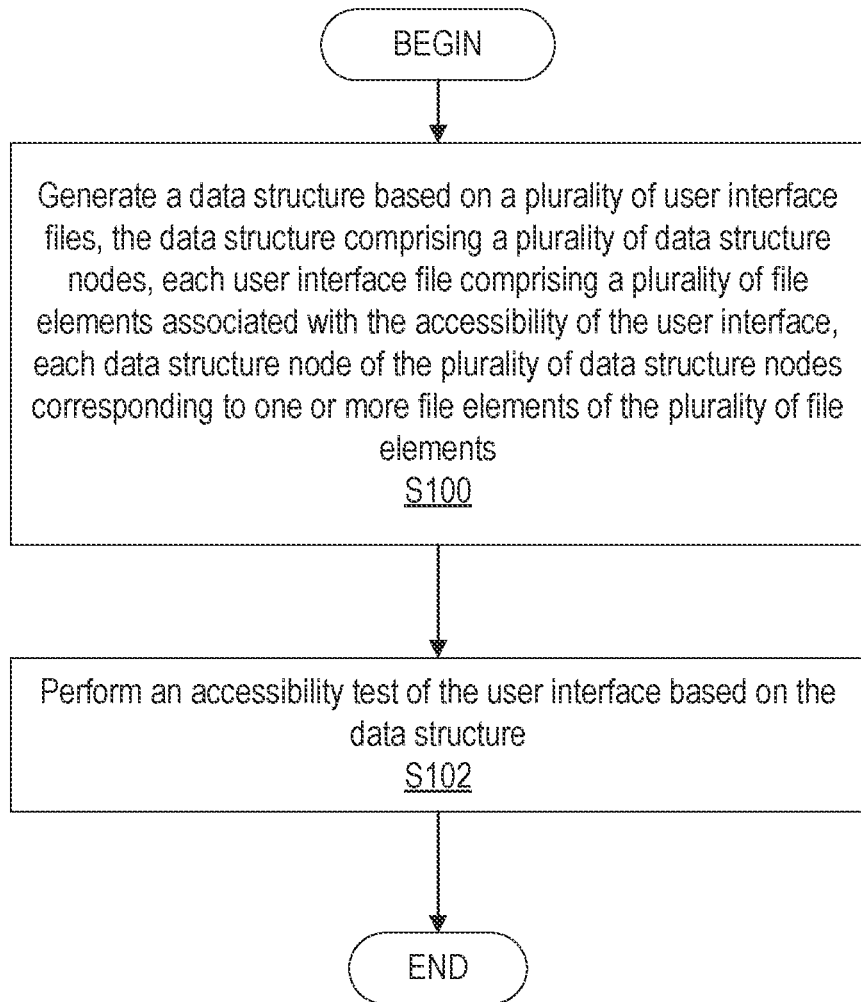 BEGIN
Generate a data structure based on a plurality of user interface
files, the data structure comprising a plurality of data structure
nodes, each user interface file comprising a plurality of file
elements associated with the accessibility of the user interface,
each data structure node of the plurality of data structure nodes
corresponding to one or more file elements of the plurality of file
elements
S100
Perform an accessibility test of the user interface based on the
data structure
S102
END